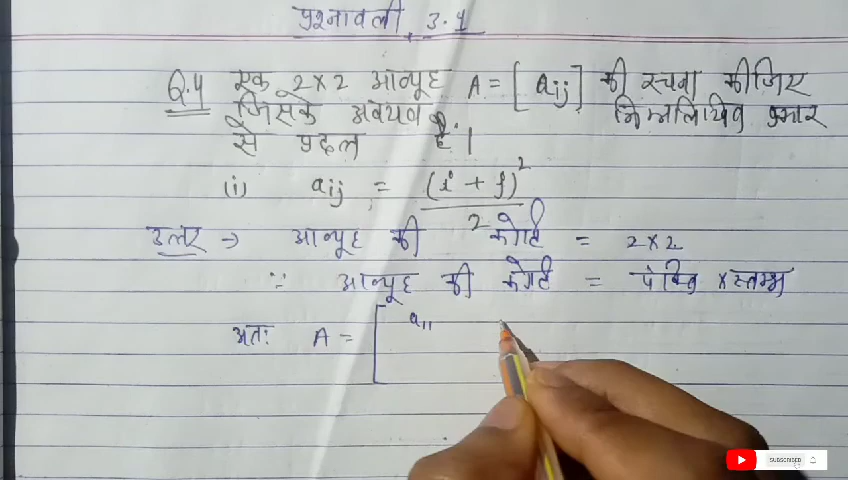 प्रश्नावली 3.1
Q.4 एक 2×2 आव्यूह A = [aij] की रचना कीजिए
जिसके अवयव निम्नलिखित प्रकार
से प्रदत्त है।
(i) aij = (i + j)²
2
उत्तर ⇒ आव्यूह की कोटि = 2×2
∵ आव्यूह की कोटि = पंक्ति × स्तम्भ
अतः A = [ a₁₁
SUBSCRIBED